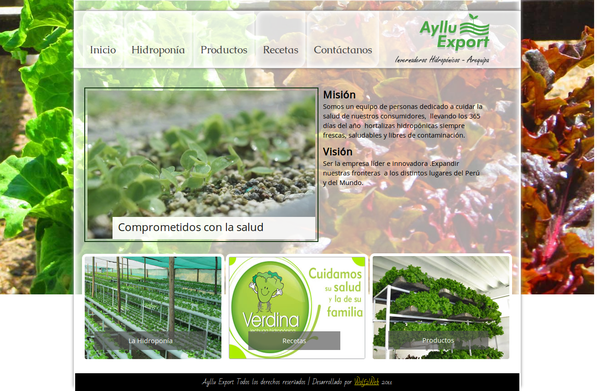 Inicio
Hidroponía
Productos
Recetas
Contáctanos
Ayllu
Export
Invernaderos Hidropónicos - Arequipa
Misión
Somos un equipo de personas dedicado a cuidar la
salud de nuestros consumidores, llevando los 365
días del año hortalizas hidropónicas siempre
frescas, saludables y libres de contaminación.
Visión
Ser la empresa líder e innovadora .Expandir
nuestras fronteras a los distintos lugares del Perú
y del Mundo.
Comprometidos con la salud
La Hidroponía
Verdina
Cuidamos
su salud
y la de su
familia
Recetas
Productos
Ayllu Export Todos los derechos reservados | Desarrollado por